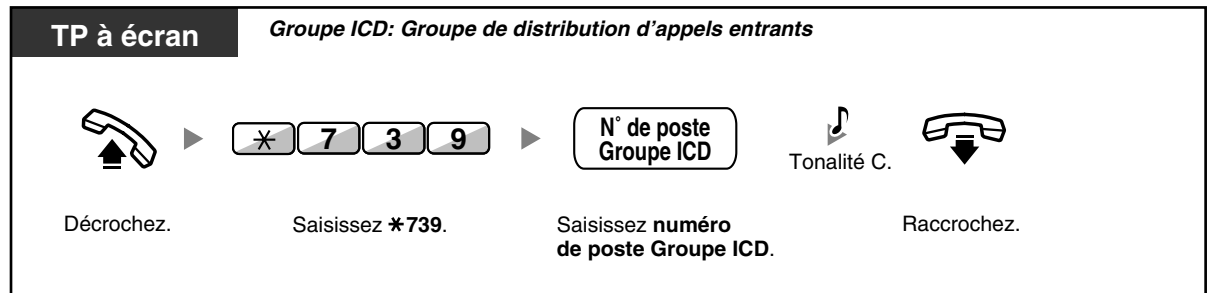 TP à écran
Groupe ICD: Groupe de distribution d'appels entrants
* 7 3 9
N° de poste
Groupe ICD
Tonalité C.
Décrochez.
Saisissez *739.
Saisissez numéro
de poste Groupe ICD.
Raccrochez.